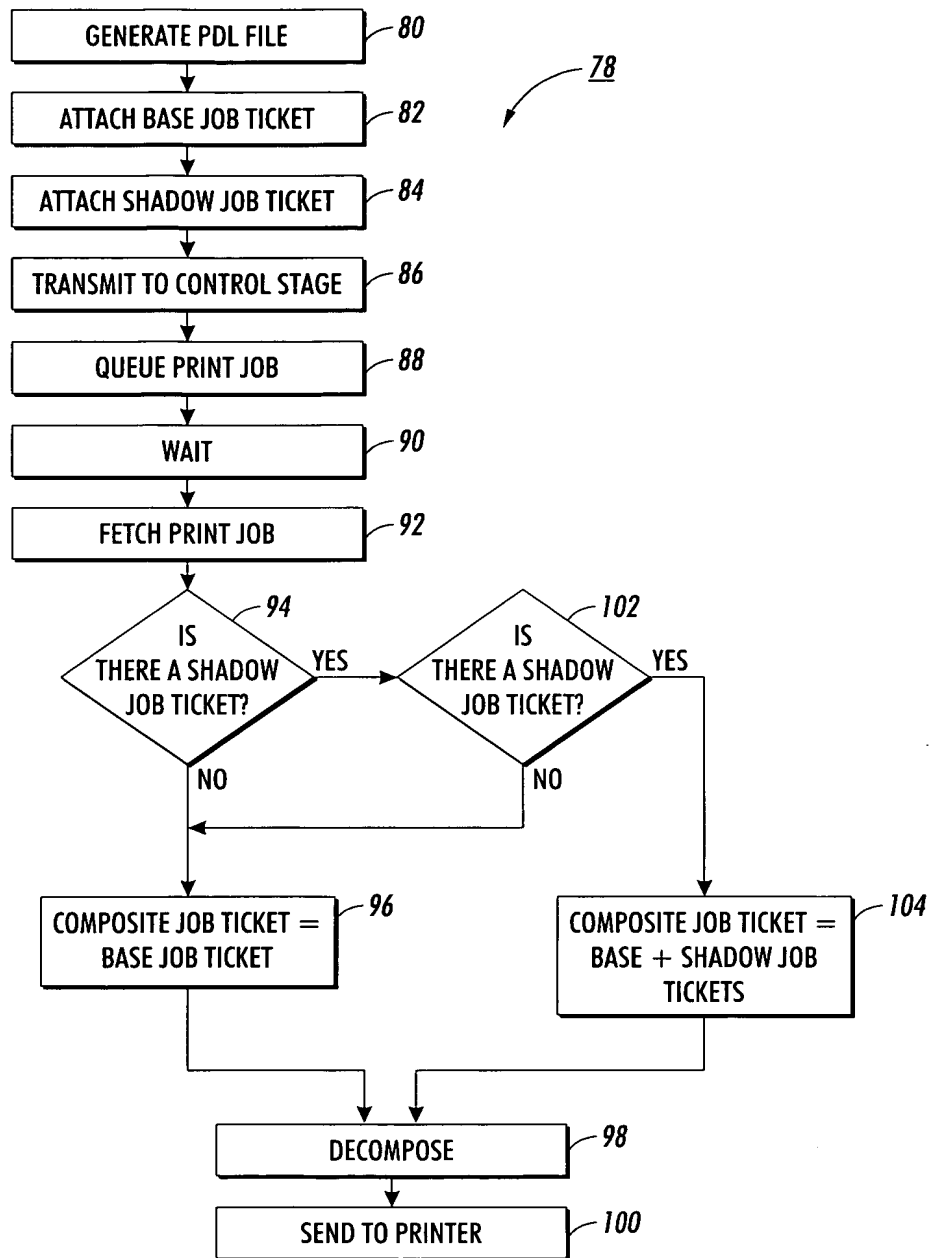 GENERATE PDL FILE
80
78
ATTACH BASE JOB TICKET
82
ATTACH SHADOW JOB TICKET
84
TRANSMIT TO CONTROL STAGE
86
QUEUE PRINT JOB
88
WAIT
90
FETCH PRINT JOB
92
94
IS
THERE A SHADOW
JOB TICKET?
YES
NO
102
IS
THERE A SHADOW
JOB TICKET?
YES
NO
COMPOSITE JOB TICKET =
BASE JOB TICKET
96
COMPOSITE JOB TICKET =
BASE + SHADOW JOB
TICKETS
104
DECOMPOSE
98
SEND TO PRINTER
100